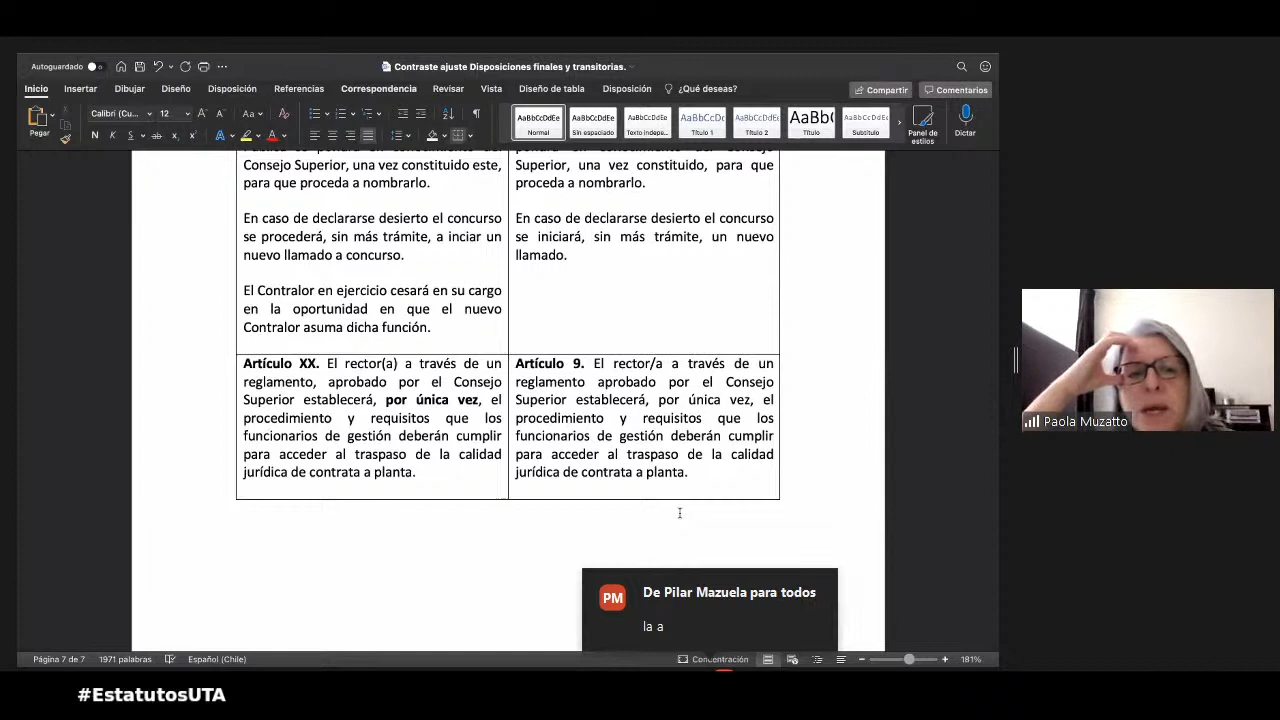 Autoguardado
Contraste ajuste Disposiciones finales y transitorias.
Inicio Insertar Dibujar Diseño Disposición Referencias Correspondencia Revisar Vista Diseño de tabla Disposición ¿Qué deseas? Compartir Comentarios
Pegar Calibri (Cu... 12 Aa
N K S ab x x A A
AaBbCcDdEe AaBbCcDdEe AaBbCcDdEe AaBbCcDc AaBbCcDdEe AaBb( AaBbCcDdEe
Normal Sin espaciado Texto indepe... Título 1 Título 2 Título Subtítulo
Panel de estilos
Dictar
Consejo Superior, una vez constituido este,
para que proceda a nombrarlo.
En caso de declararse desierto el concurso
se procederá, sin más trámite, a inciar un
nuevo llamado a concurso.
El Contralor en ejercicio cesará en su cargo
en la oportunidad en que el nuevo
Contralor asuma dicha función.
Superior, una vez constituido, para que
proceda a nombrarlo.
En caso de declararse desierto el concurso
se iniciará, sin más trámite, un nuevo
llamado.
Artículo XX. El rector(a) a través de un
reglamento, aprobado por el Consejo
Superior establecerá, por única vez, el
procedimiento y requisitos que los
funcionarios de gestión deberán cumplir
para acceder al traspaso de la calidad
jurídica de contrata a planta.
Artículo 9. El rector/a a través de un
reglamento aprobado por el Consejo
Superior establecerá, por única vez, el
procedimiento y requisitos que los
funcionarios de gestión deberán cumplir
para acceder al traspaso de la calidad
jurídica de contrata a planta.
Paola Muzatto
PM
De Pilar Mazuela para todos
la a
Página 7 de 7 1971 palabras Español (Chile) Concentración 181%
#EstatutosUTA